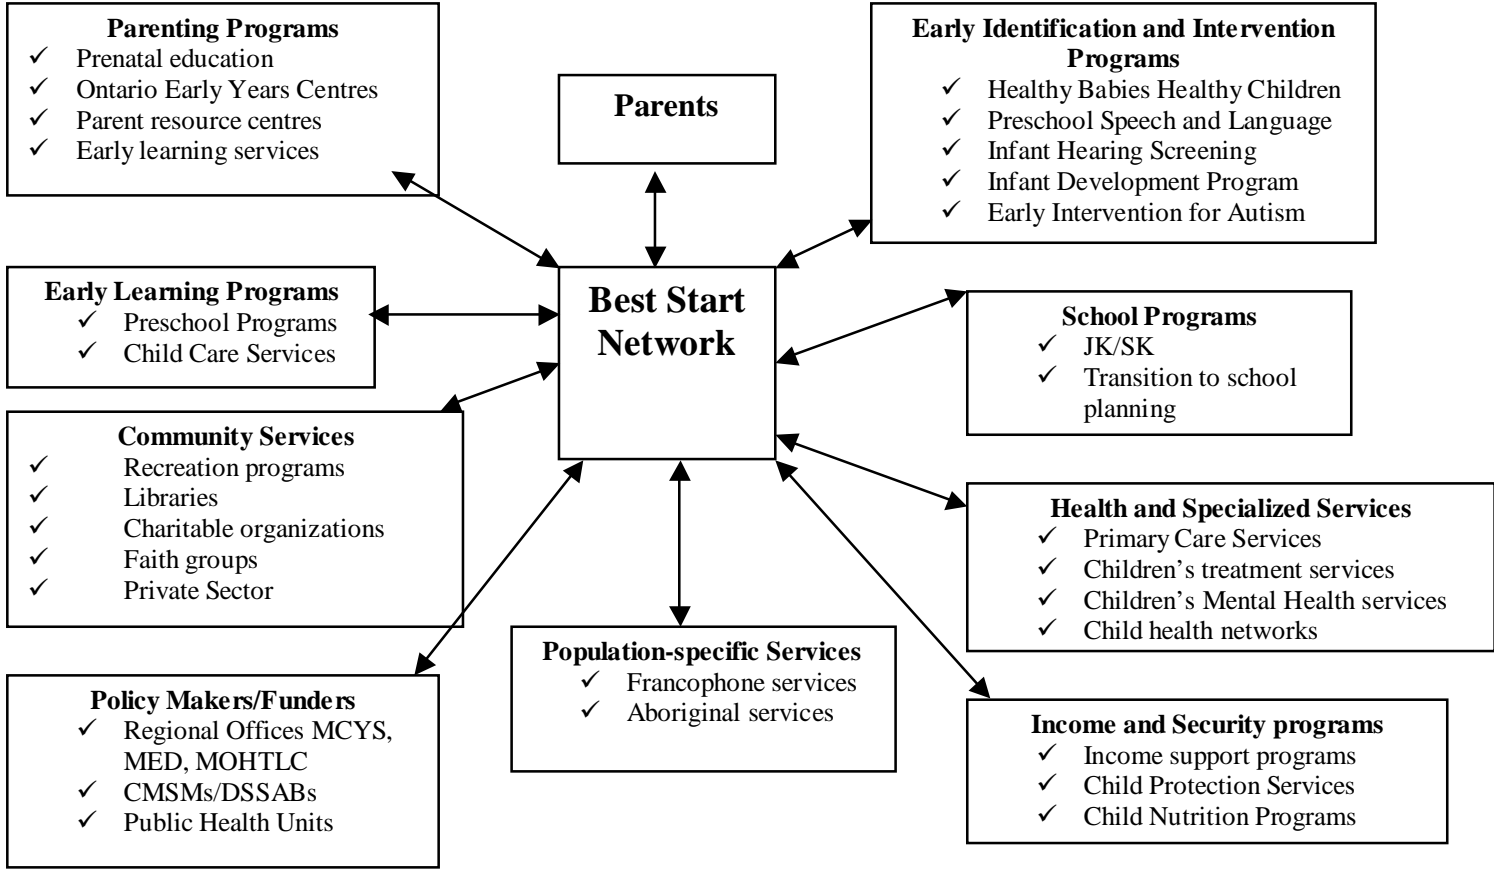 Parenting Programs
✓ Prenatal education
✓ Ontario Early Years Centres
✓ Parent resource centres
✓ Early learning services
Parents
Early Identification and Intervention
Programs
✓ Healthy Babies Healthy Children
✓ Preschool Speech and Language
✓ Infant Hearing Screening
✓ Infant Development Program
✓ Early Intervention for Autism
Early Learning Programs
✓ Preschool Programs
✓ Child Care Services
Best Start
Network
School Programs
✓ JK/SK
✓ Transition to school
planning
Community Services
✓ Recreation programs
✓ Libraries
✓ Charitable organizations
✓ Faith groups
✓ Private Sector
Health and Specialized Services
✓ Primary Care Services
✓ Children’s treatment services
✓ Children’s Mental Health services
✓ Child health networks
Policy Makers/Funders
✓ Regional Offices MCYS,
MED, MOHTLC
✓ CMSMs/DSSABs
✓ Public Health Units
Population-specific Services
✓ Francophone services
✓ Aboriginal services
Income and Security programs
✓ Income support programs
✓ Child Protection Services
✓ Child Nutrition Programs